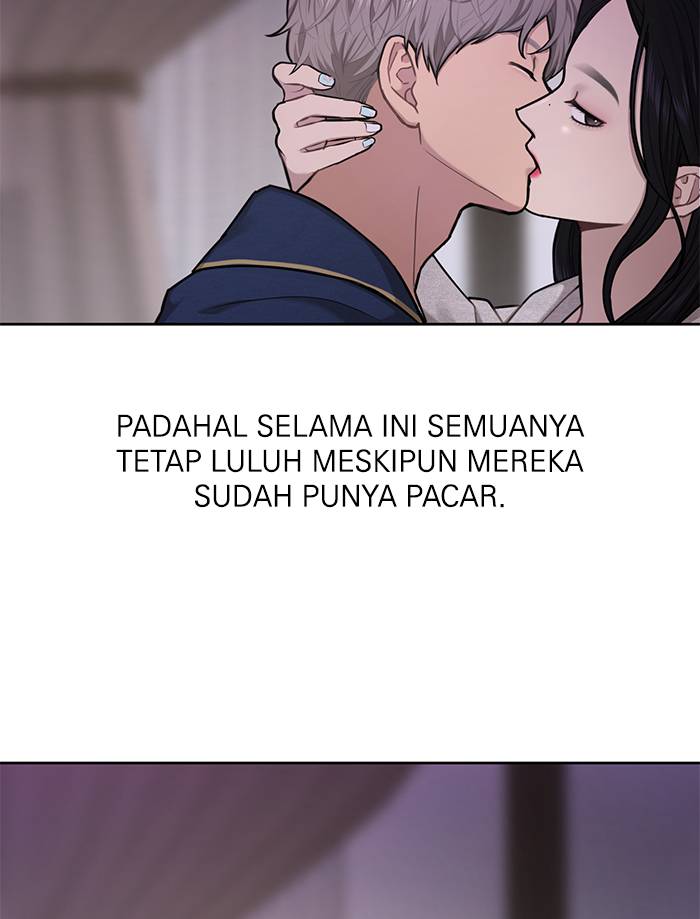 PADAHAL SELAMA INI SEMUANYA
TETAP LULUH MESKIPUN MEREKA
SUDAH PUNYA PACAR.